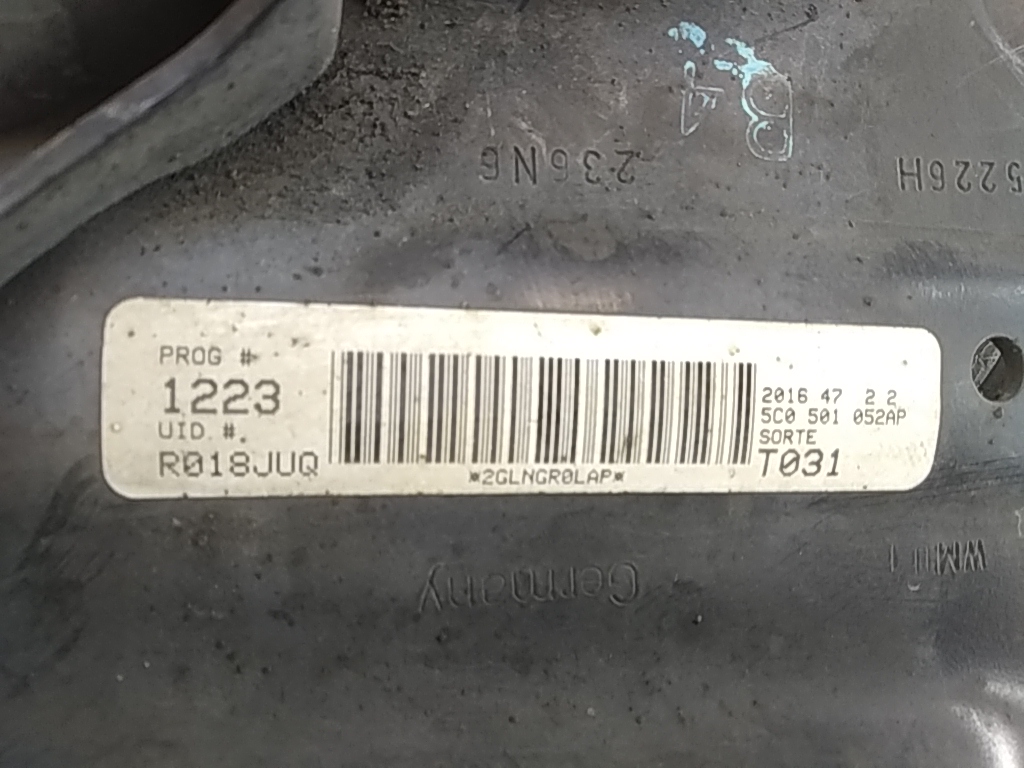 236N6
5226H
PROG #
1223
UID #.
R018JUQ
*2GLNGR0LAP*
2016 47 2 2
5C0 501 052AP
SORTE
T031
Germany